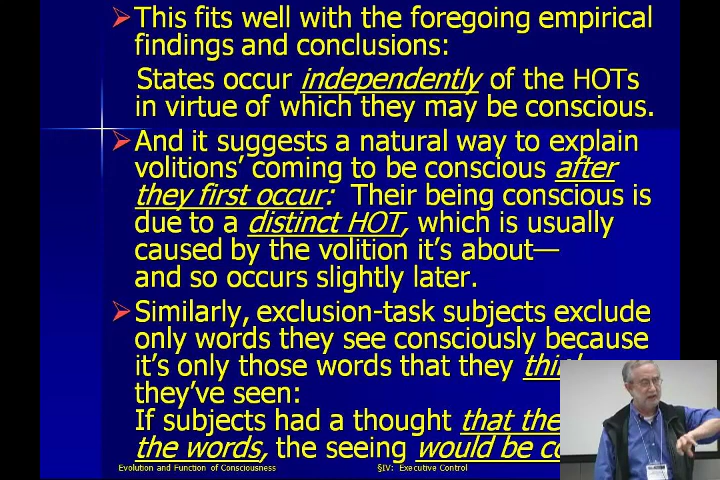 This fits well with the foregoing empirical
findings and conclusions:
States occur independently of the HOTs
in virtue of which they may be conscious.
And it suggests a natural way to explain
volitions' coming to be conscious after
they first occur: Their being conscious is
due to a distinct HOT, which is usually
caused by the volition it's about—
and so occurs slightly later.
Similarly, exclusion-task subjects exclude
only words they see consciously because
it's only those words that they
they've seen:
If subjects had a thought that
the words, the seeing would be
Evolution and Function of Consciousness
§IV: Executive Control